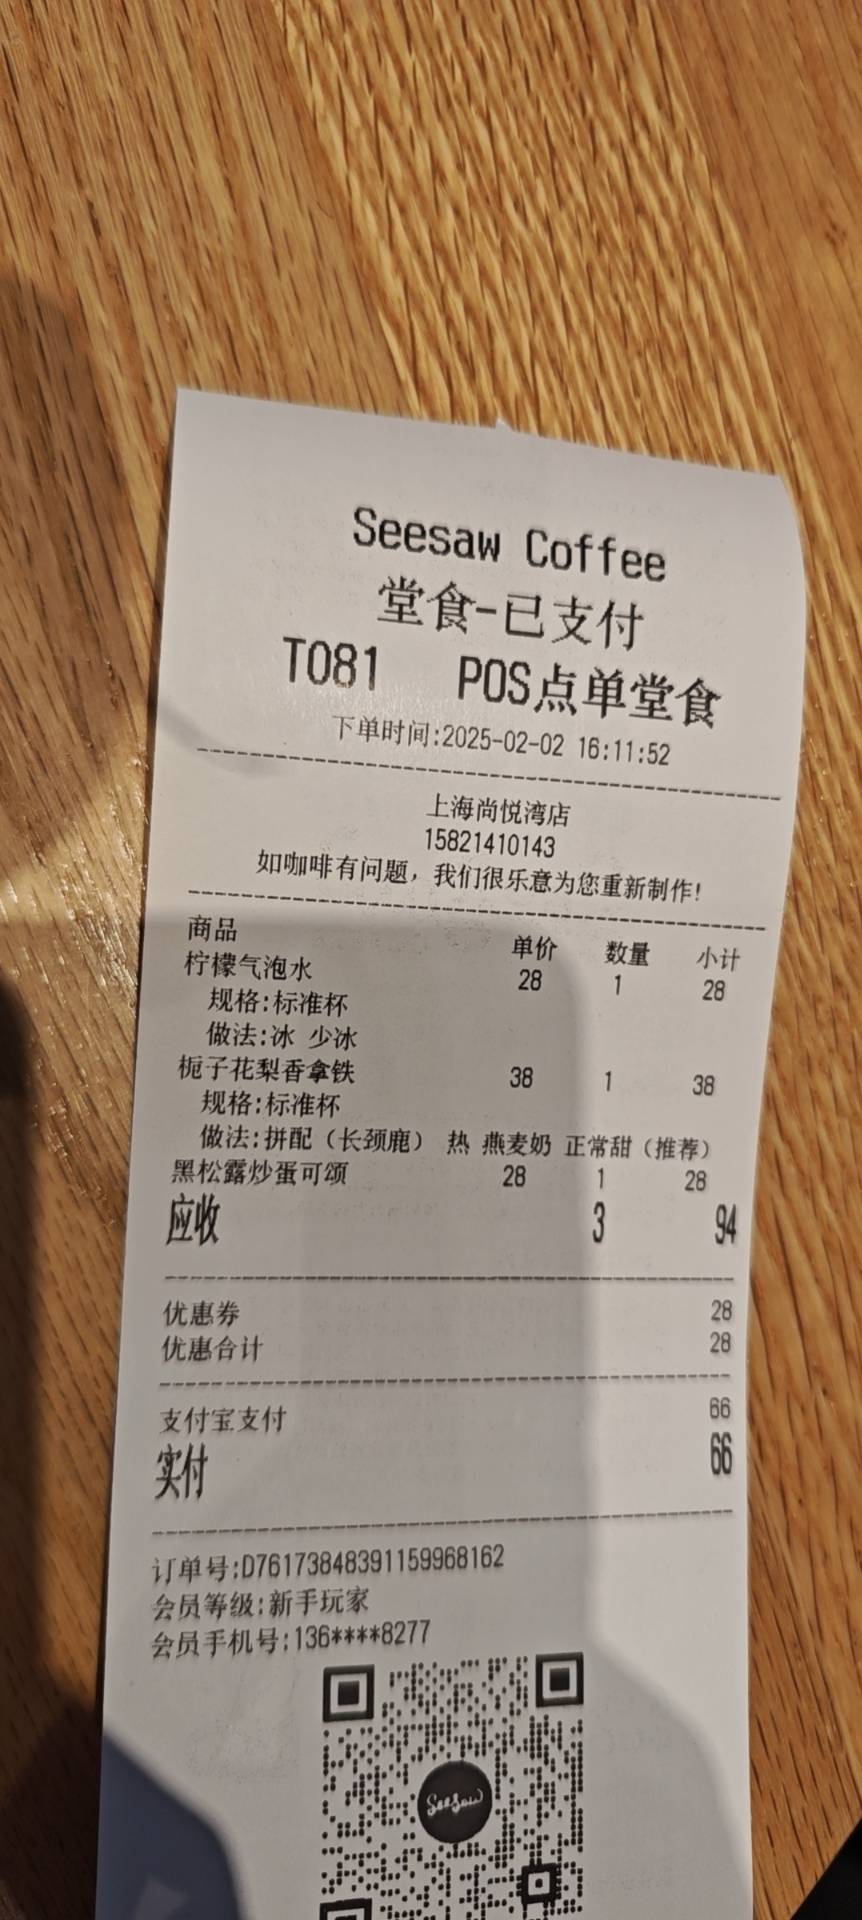 Seesaw Coffee
堂食-已支付
T081 POS点单堂食
下单时间:2025-02-02 16:11:52
上海尚悦湾店
15821410143
如咖啡有问题，我们很乐意为您重新制作!
商品 单价 数量 小计
柠檬气泡水 28 1 28
规格:标准杯
做法:冰 少冰
栀子花梨香拿铁 38 1 38
规格:标准杯
做法:拼配（长颈鹿） 热 燕麦奶 正常甜（推荐）
黑松露炒蛋可颂 28 1 28
应收 3 94
优惠券 28
优惠合计 28
支付宝支付 66
实付 66
订单号:D76173848391159968162
会员等级:新手玩家
会员手机号:136****8277
SeeSaw